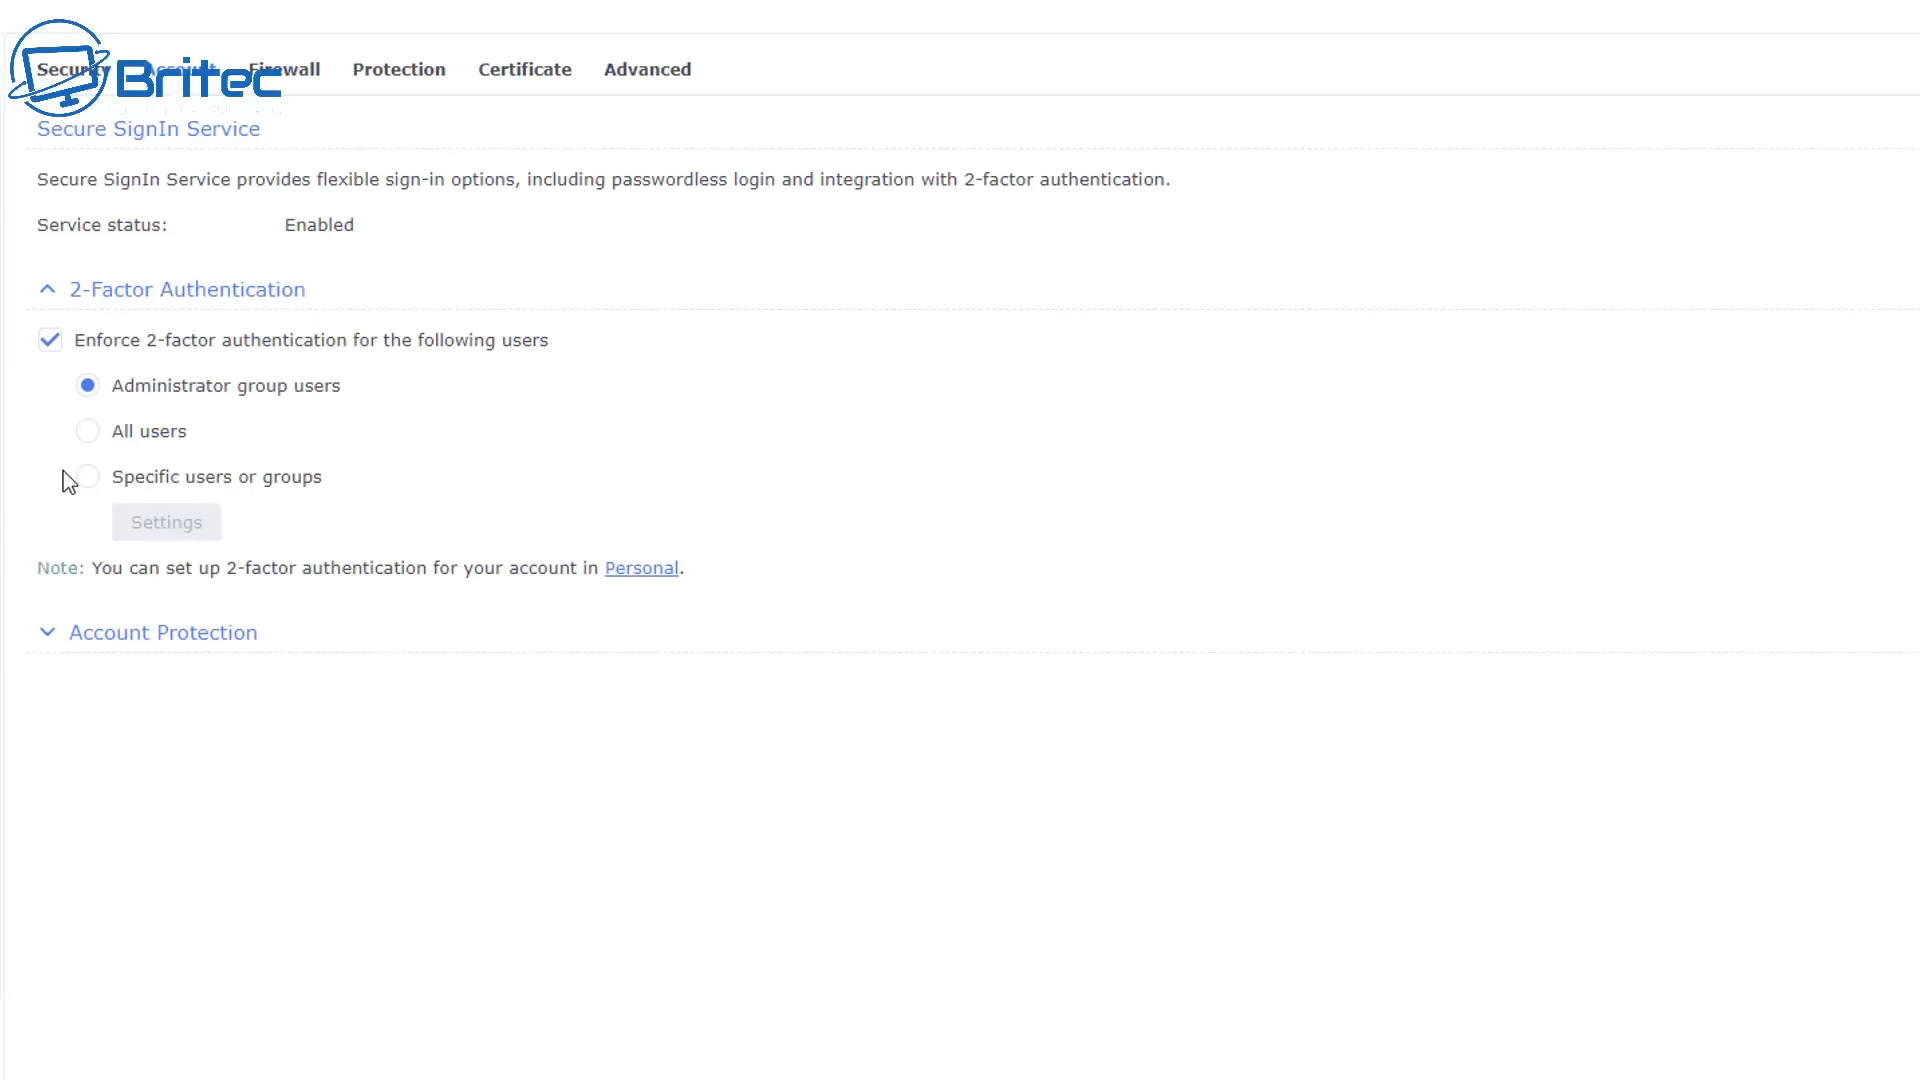 Security Account Firewall Protection Certificate Advanced
Britec
Secure SignIn Service
Secure SignIn Service provides flexible sign-in options, including passwordless login and integration with 2-factor authentication.
Service status: Enabled
2-Factor Authentication
Enforce 2-factor authentication for the following users
Administrator group users
All users
Specific users or groups
Settings
Note: You can set up 2-factor authentication for your account in Personal.
Account Protection